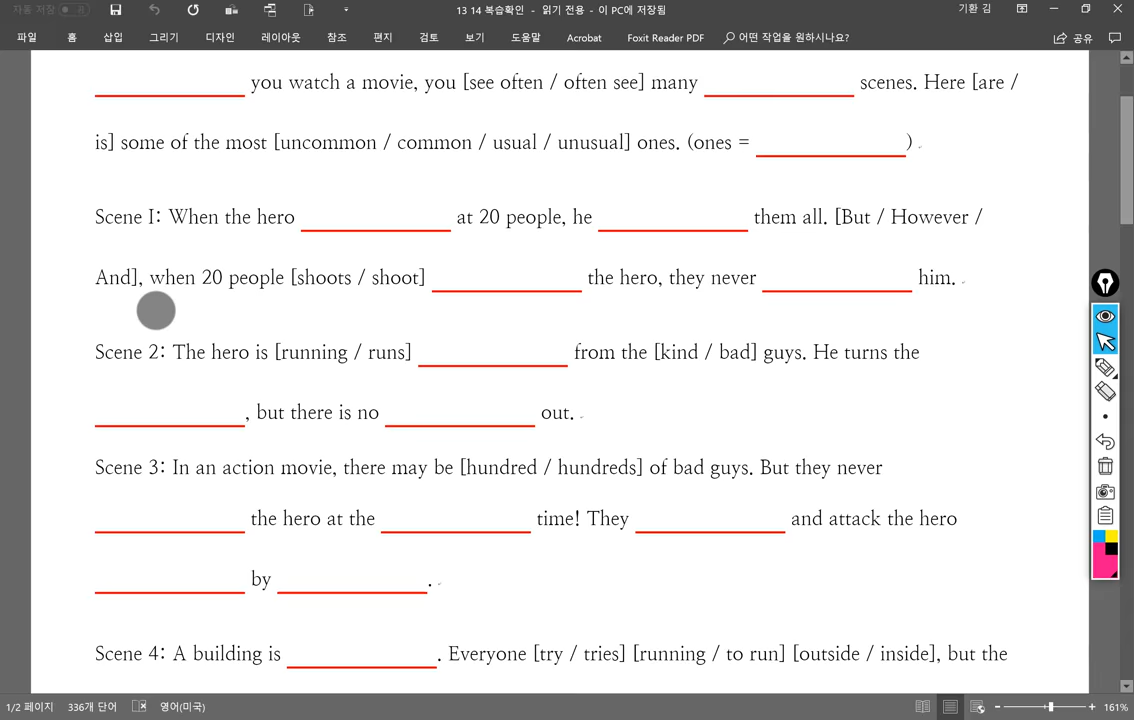 자동 저장 13 14 복습확인 - 읽기 전용 - 이 PC에 저장됨 기환 김
파일 홈 삽입 그리기 디자인 레이아웃 참조 편지 검토 보기 도움말 Acrobat Foxit Reader PDF 어떤 작업을 원하시나요? 공유
you watch a movie, you [see often / often see] many scenes. Here [are /
is] some of the most [uncommon / common / usual / unusual] ones. (ones = )
Scene I: When the hero at 20 people, he them all. [But / However /
And], when 20 people [shoots / shoot] the hero, they never him.
Scene 2: The hero is [running / runs] from the [kind / bad] guys. He turns the
, but there is no out.
Scene 3: In an action movie, there may be [hundred / hundreds] of bad guys. But they never
the hero at the time! They and attack the hero
by .
Scene 4: A building is . Everyone [try / tries] [running / to run] [outside / inside], but the
1/2 페이지 336개 단어 영어(미국) 161%